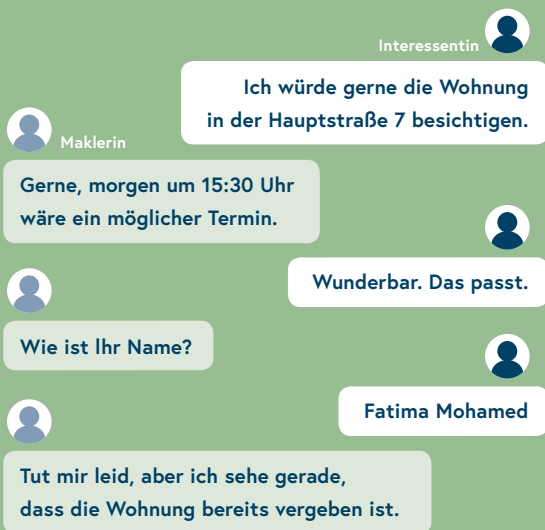 Interessentin
Ich würde gerne die Wohnung
in der Hauptstraße 7 besichtigen.
Maklerin
Gerne, morgen um 15:30 Uhr
wäre ein möglicher Termin.
Wunderbar. Das passt.
Wie ist Ihr Name?
Fatima Mohamed
Tut mir leid, aber ich sehe gerade,
dass die Wohnung bereits vergeben ist.